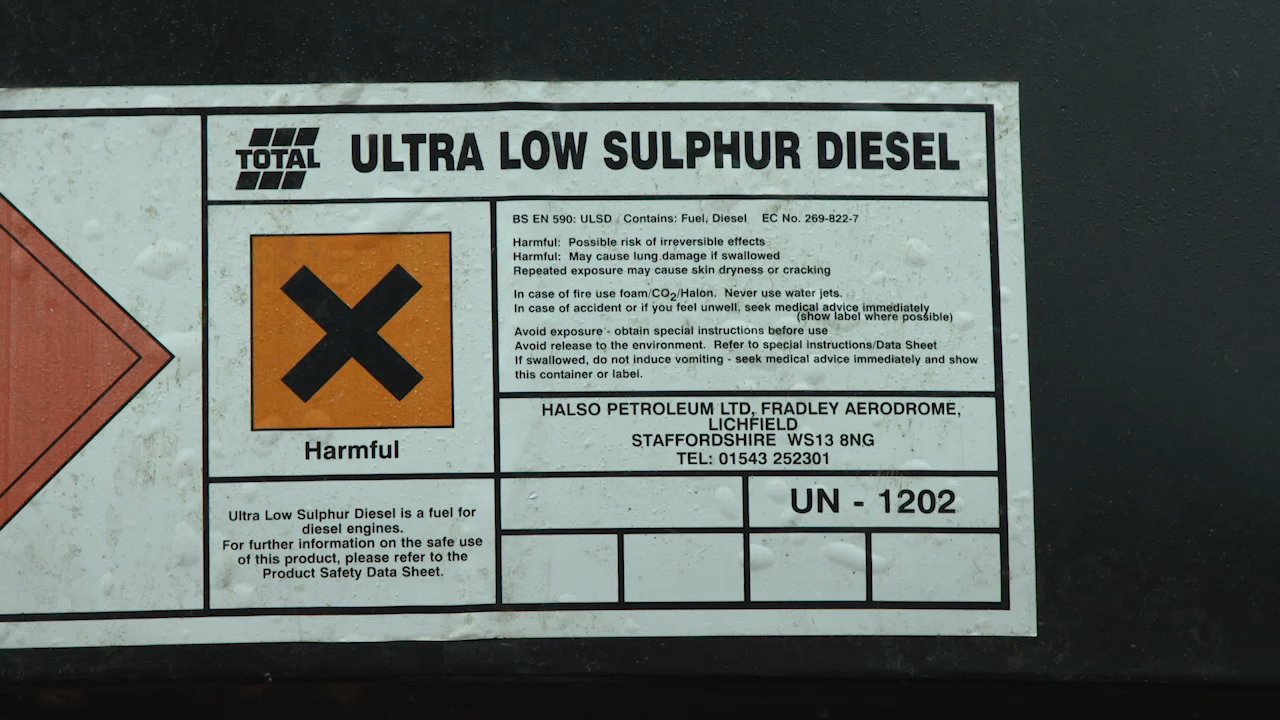 TOTAL
ULTRA LOW SULPHUR DIESEL
BS EN 590: ULSD Contains: Fuel, Diesel EC No. 269-822-7
Harmful: Possible risk of irreversible effects
Harmful: May cause lung damage if swallowed
Repeated exposure may cause skin dryness or cracking
In case of fire use foam/CO2/Halon. Never use water jets.
In case of accident or if you feel unwell, seek medical advice immediately
(show label where possible)
Avoid exposure - obtain special instructions before use
Avoid release to the environment. Refer to special instructions/Data Sheet
If swallowed, do not induce vomiting - seek medical advice immediately and show
this container or label.
Harmful
HALSO PETROLEUM LTD, FRADLEY AERODROME,
LICHFIELD
STAFFORDSHIRE WS13 8NG
TEL: 01543 252301
Ultra Low Sulphur Diesel is a fuel for
diesel engines.
For further information on the safe use
of this product, please refer to the
Product Safety Data Sheet.
UN - 1202